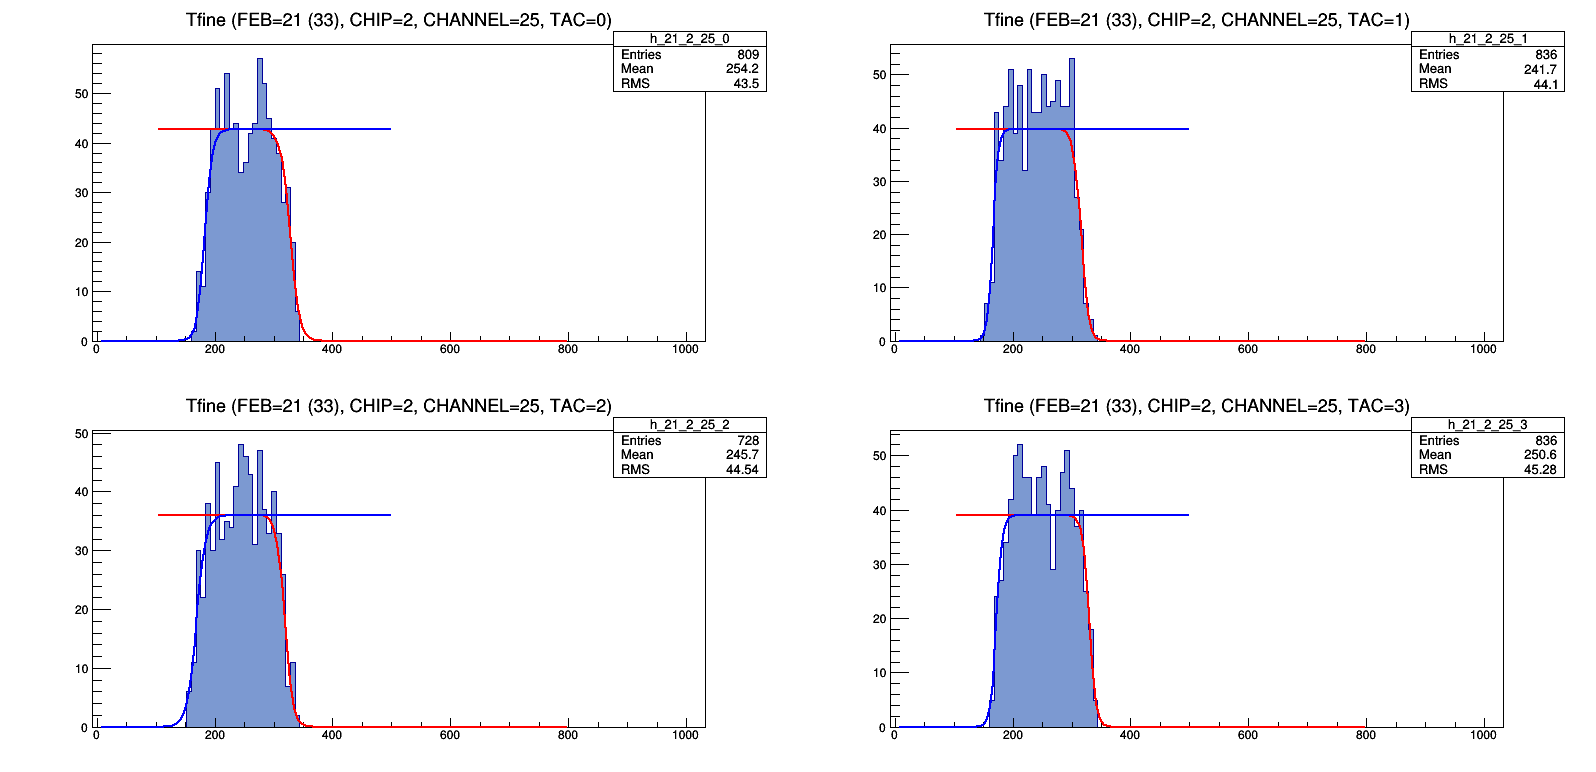 Tfine (FEB=21 (33), CHIP=2, CHANNEL=25, TAC=0)
h_21_2_25_0
Entries 809
Mean 254.2
RMS 43.5
50
40
30
20
10
0
0 200 400 600 800 1000
Tfine (FEB=21 (33), CHIP=2, CHANNEL=25, TAC=1)
h_21_2_25_1
Entries 836
Mean 241.7
RMS 44.1
50
40
30
20
10
0
0 200 400 600 800 1000
Tfine (FEB=21 (33), CHIP=2, CHANNEL=25, TAC=2)
h_21_2_25_2
Entries 728
Mean 245.7
RMS 44.54
50
40
30
20
10
0
0 200 400 600 800 1000
Tfine (FEB=21 (33), CHIP=2, CHANNEL=25, TAC=3)
h_21_2_25_3
Entries 836
Mean 250.6
RMS 45.28
50
40
30
20
10
0
0 200 400 600 800 1000